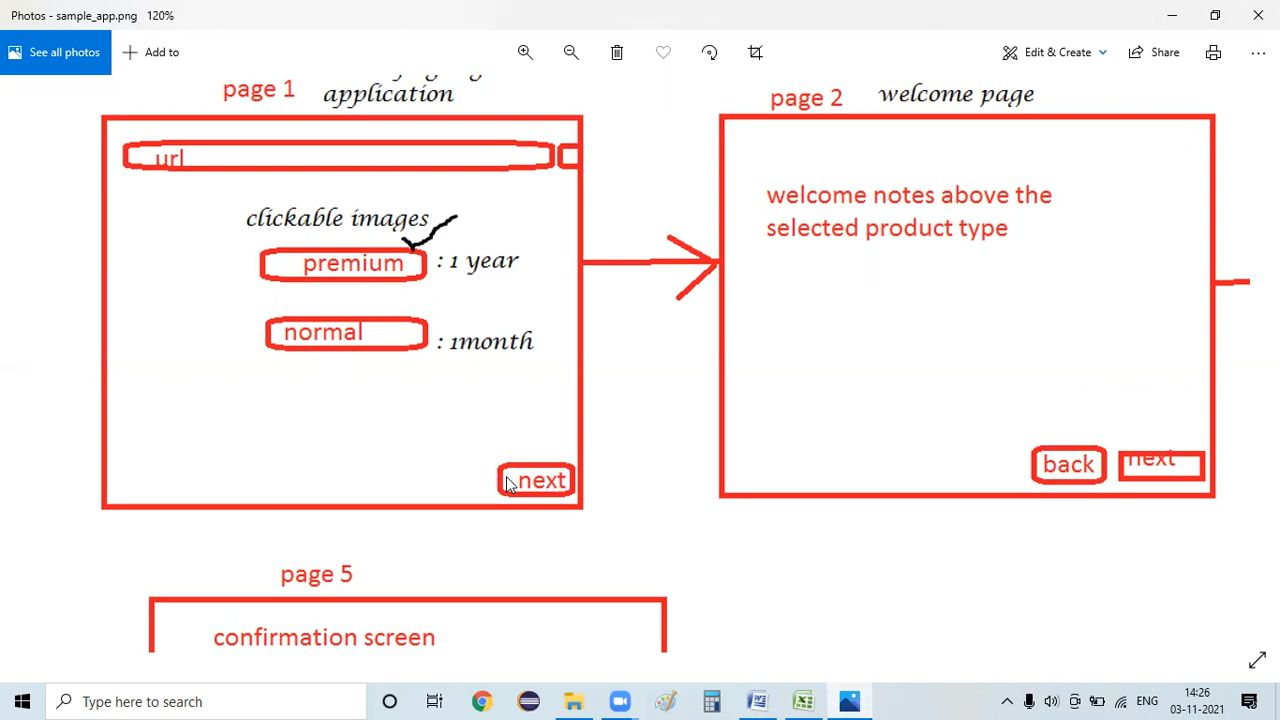 Photos - sample_app.png 120%
See all photos
Add to
Edit & Create
Share
page 1
application
url
clickable images
premium
: 1 year
normal
: 1month
next
page 2
welcome page
welcome notes above the
selected product type
back
next
page 5
confirmation screen
Type here to search
ENG
14:26
03-11-2021